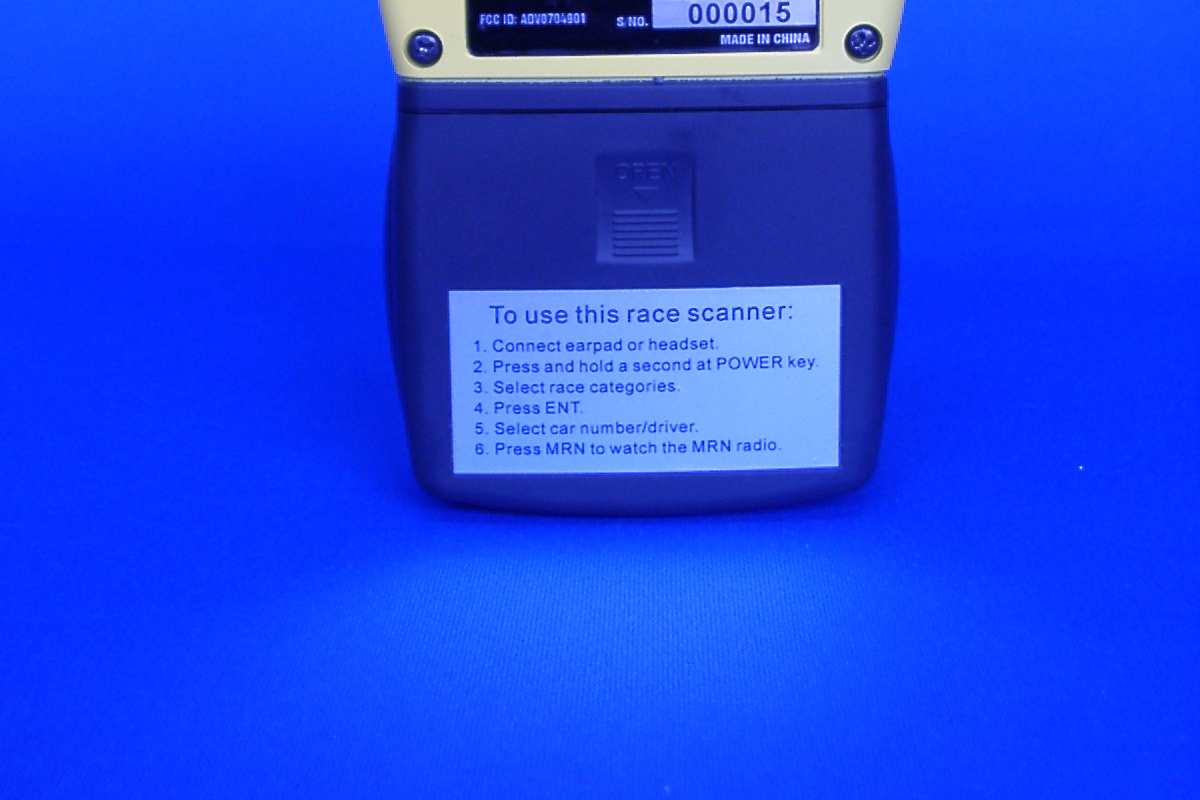 FCC ID: ADV0704901 S/NO. 000015
MADE IN CHINA
OPEN
To use this race scanner:
1. Connect earpad or headset.
2. Press and hold a second at POWER key.
3. Select race categories.
4. Press ENT.
5. Select car number/driver.
6. Press MRN to watch the MRN radio.